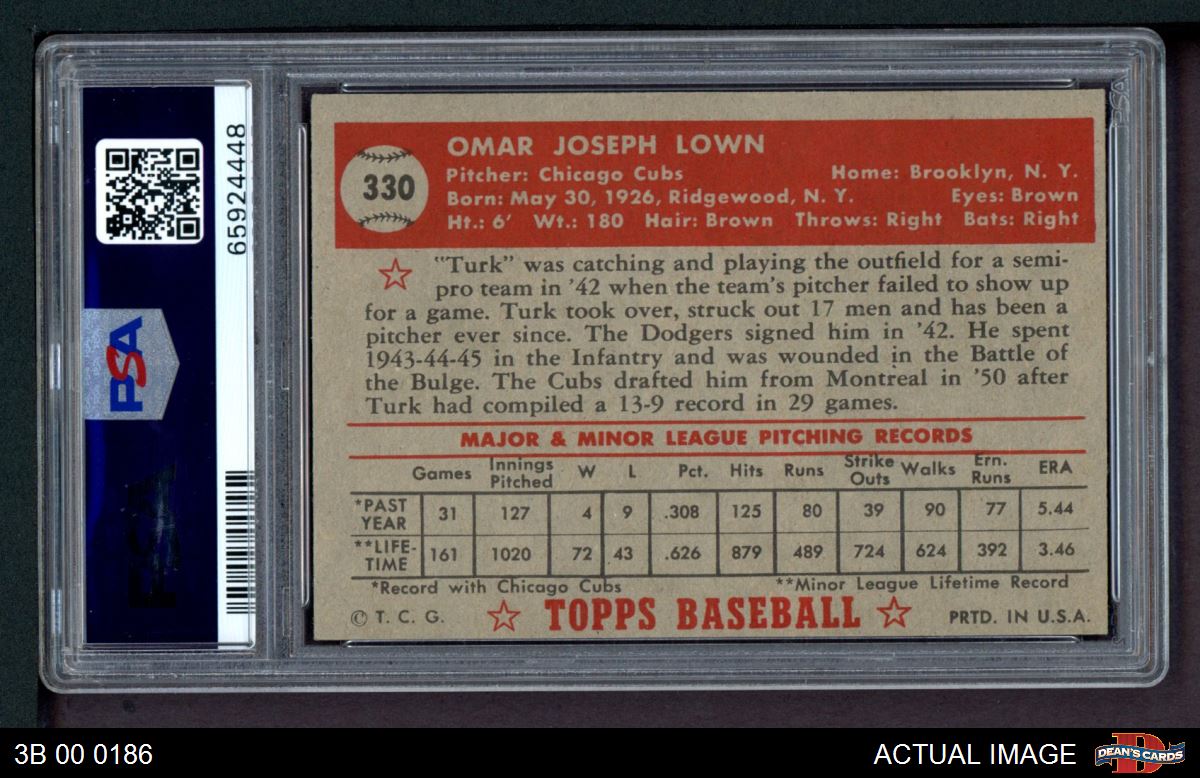 65924448
PSA
OMAR JOSEPH LOWN
330
Pitcher: Chicago Cubs Home: Brooklyn, N. Y.
Born: May 30, 1926, Ridgewood, N. Y. Eyes: Brown
Ht.: 6' Wt.: 180 Hair: Brown Throws: Right Bats: Right
"Turk" was catching and playing the outfield for a semi-
pro team in '42 when the team's pitcher failed to show up
for a game. Turk took over, struck out 17 men and has been a
pitcher ever since. The Dodgers signed him in '42. He spent
1943-44-45 in the Infantry and was wounded in the Battle of
the Bulge. The Cubs drafted him from Montreal in '50 after
Turk had compiled a 13-9 record in 29 games.
MAJOR & MINOR LEAGUE PITCHING RECORDS
Games Innings Pitched W L Pct. Hits Runs Strike Outs Walks Ern. Runs ERA
*PAST YEAR 31 127 4 9 .308 125 80 39 90 77 5.44
**LIFE-TIME 161 1020 72 43 .626 879 489 724 624 392 3.46
*Record with Chicago Cubs **Minor League Lifetime Record
© T. C. G. TOPPS BASEBALL PRTD. IN U.S.A.
3B 00 0186 ACTUAL IMAGE DEAN'S CARDS